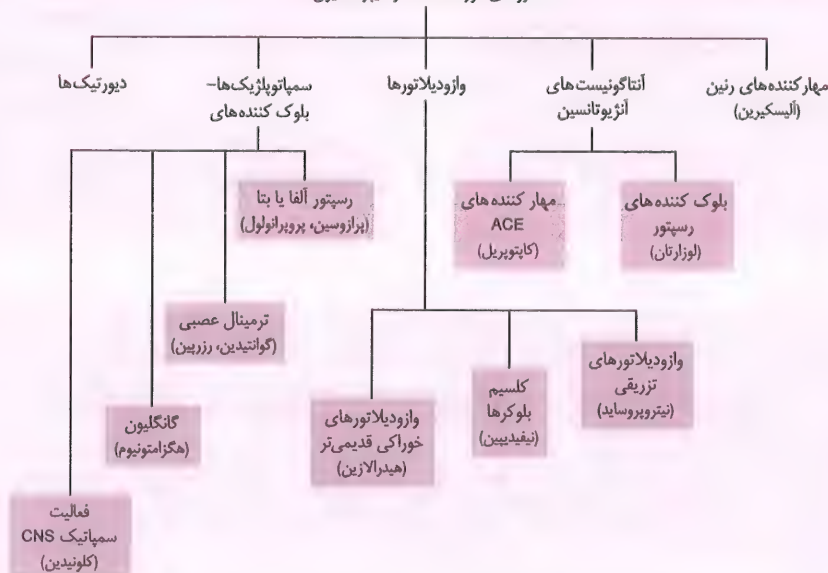 مهارکننده‌های رنین
(آلیسکیرین)
آنتاگونیست‌های
آنژیوتانسین
وازودیلاتورها
سمپاتوپلژیک‌ها–
بلوک کننده‌های
دیورتیک‌ها
بلوک کننده‌های
رسپتور
(لوزارتان)
مهار کننده‌های
ACE
(کاپتوپریل)
رسپتور آلفا یا بتا
(پرازوسین، پروپرانولول)
ترمینال عصبی
(گوانتیدین، رزرپین)
وازودیلاتورهای
تزریقی
(نیتروپروساید)
کلسیم
بلوکرها
(نیفیدیپین)
وازودیلاتورهای
خوراکی قدیمی‌تر
(هیدرالازین)
گانگلیون
(هگزامتونیوم)
فعالیت
سمپاتیک CNS
(کلونیدین)